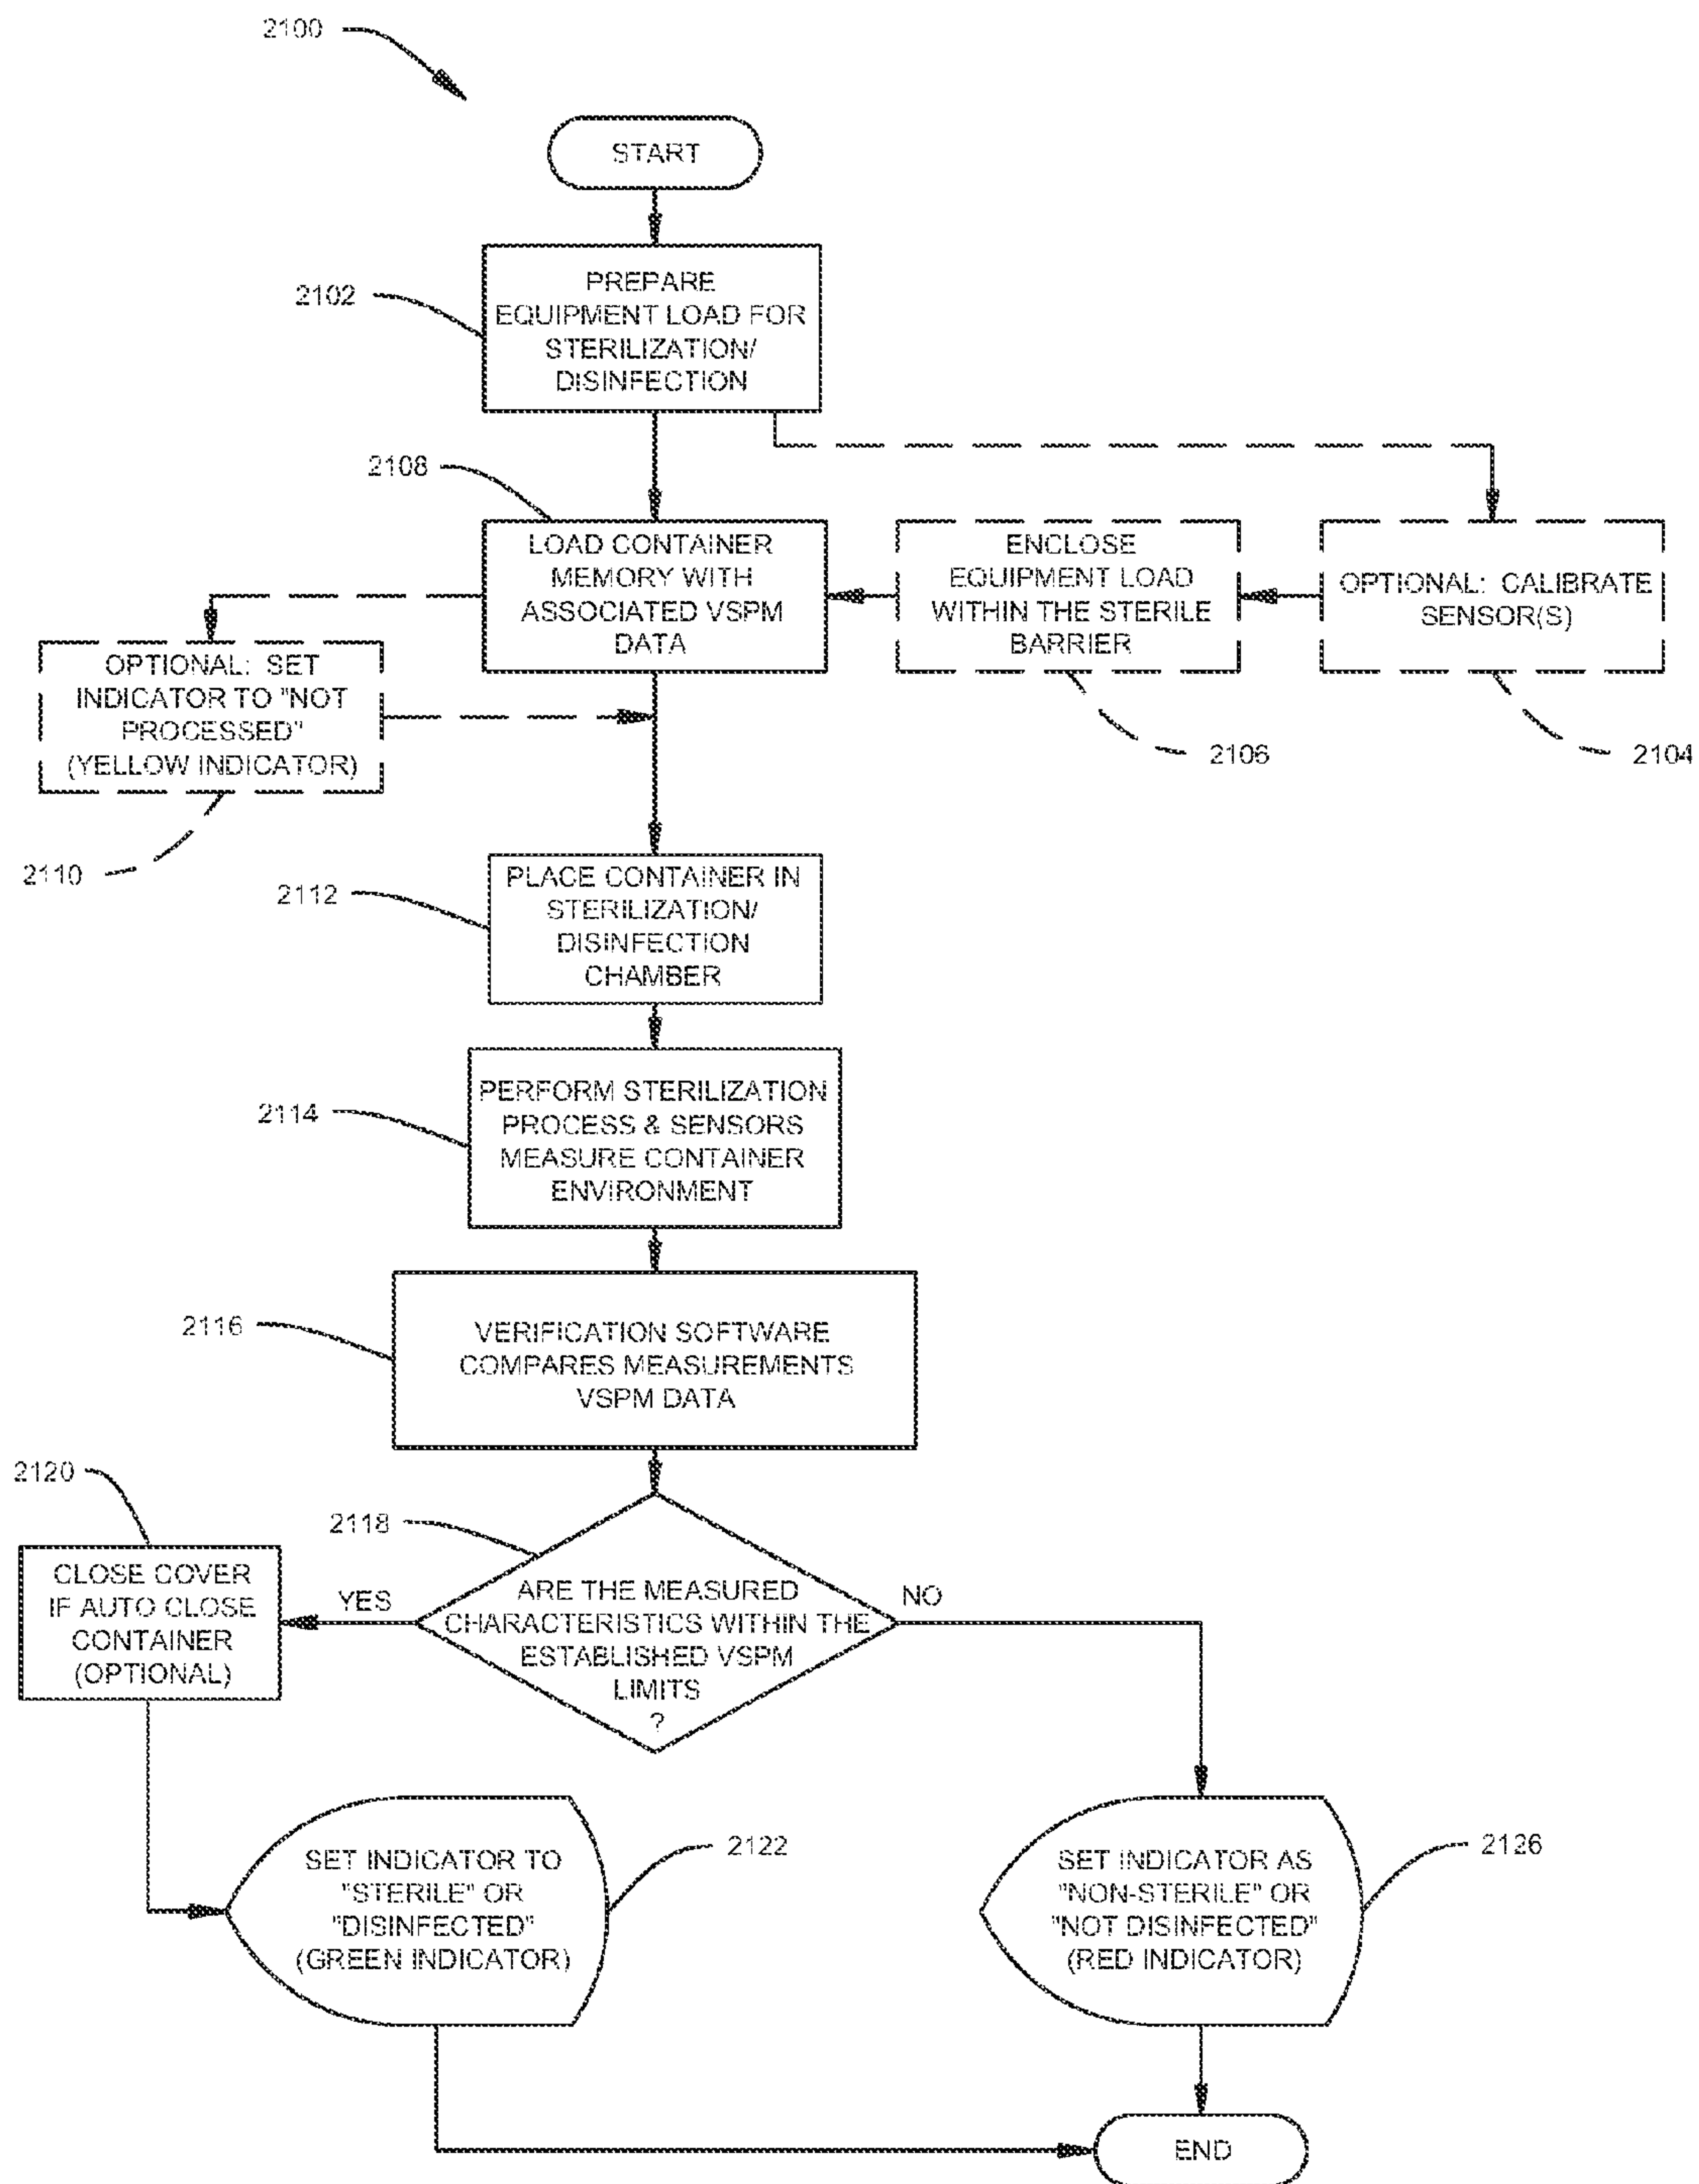 2100
START
2102
PREPARE
EQUIPMENT LOAD FOR
STERILIZATION/
DISINFECTION
2108
LOAD CONTAINER
MEMORY WITH
ASSOCIATED VSPM
DATA
ENCLOSE
EQUIPMENT LOAD
WITHIN THE STERILE
BARRIER
OPTIONAL: CALIBRATE
SENSOR(S)
OPTIONAL: SET
INDICATOR TO "NOT
PROCESSED"
(YELLOW INDICATOR)
2106
2104
2110
2112
PLACE CONTAINER IN
STERILIZATION/
DISINFECTION
CHAMBER
2114
PERFORM STERILIZATION
PROCESS & SENSORS
MEASURE CONTAINER
ENVIRONMENT
2116
VERIFICATION SOFTWARE
COMPARES MEASUREMENTS
VSPM DATA
2120
2118
CLOSE COVER
IF AUTO CLOSE
CONTAINER
(OPTIONAL)
YES
ARE THE MEASURED
CHARACTERISTICS WITHIN THE
ESTABLISHED VSPM
LIMITS
?
NO
SET INDICATOR TO
"STERILE" OR
"DISINFECTED"
(GREEN INDICATOR)
2122
SET INDICATOR AS
"NON-STERILE" OR
"NOT DISINFECTED"
(RED INDICATOR)
2126
END